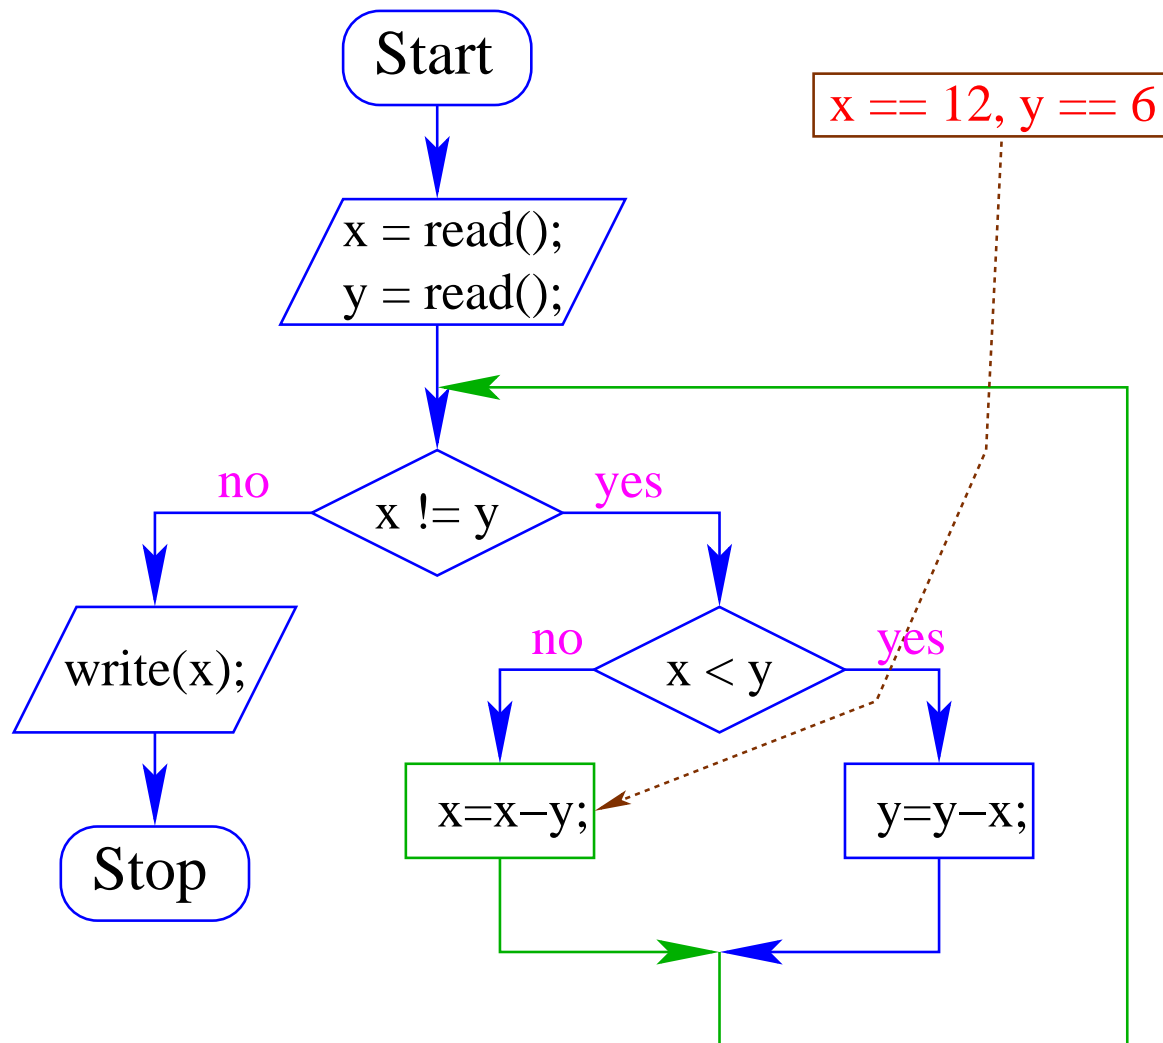 Start
x == 12, y == 6
x = read();
y = read();
no
yes
x != y
no
yes
write(x);
x < y
x=x−y;
y=y−x;
Stop